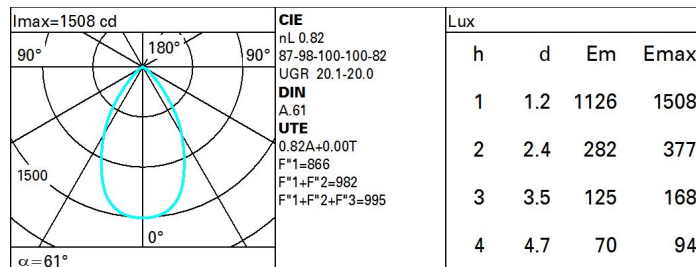 Imax=1508 cd
90°
180°
90°
1500
0°
α=61°
CIE
nL 0.82
87-98-100-100-82
UGR 20.1-20.0
DIN
A.61
UTE
0.82A+0.00T
F"1=866
F"1+F"2=982
F"1+F"2+F"3=995
Lux
h d Em Emax
1 1.2 1126 1508
2 2.4 282 377
3 3.5 125 168
4 4.7 70 94